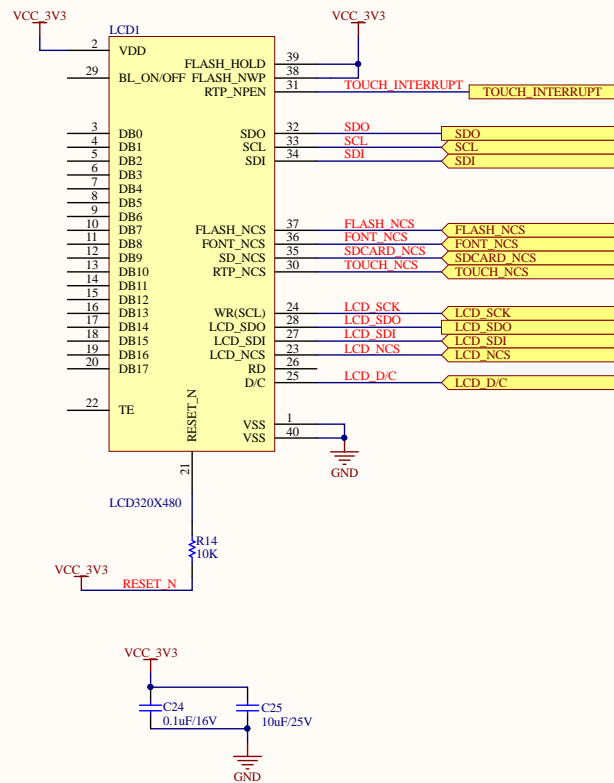 VCC_3V3 VCC_3V3
LCD1
2 VDD
FLASH_HOLD 39
29 BL_ON/OFF FLASH_NWP 38
RTP_NPEN 31 TOUCH_INTERRUPT TOUCH_INTERRUPT
3 DB0 SDO 32 SDO SDO
4 DB1 SCL 33 SCL SCL
5 DB2 SDI 34 SDI SDI
6 DB3
7 DB4
8 DB5
9 DB6
10 DB7 FLASH_NCS 37 FLASH_NCS FLASH_NCS
11 DB8 FONT_NCS 36 FONT_NCS FONT_NCS
12 DB9 SD_NCS 35 SDCARD_NCS SDCARD_NCS
13 DB10 RTP_NCS 30 TOUCH_NCS TOUCH_NCS
14 DB11
15 DB12
16 DB13 WR(SCL) 24 LCD_SCK LCD_SCK
17 DB14 LCD_SDO 28 LCD_SDO LCD_SDO
18 DB15 LCD_SDI 27 LCD_SDI LCD_SDI
19 DB16 LCD_NCS 23 LCD_NCS LCD_NCS
20 DB17 RD 26
D/C 25 LCD_D/C LCD_D/C
22 TE
VSS 1
VSS 40
RESET_N
21
GND
LCD320X480
R14
10K
VCC_3V3
RESET_N
VCC_3V3
C24 C25
0.1uF/16V 10uF/25V
GND